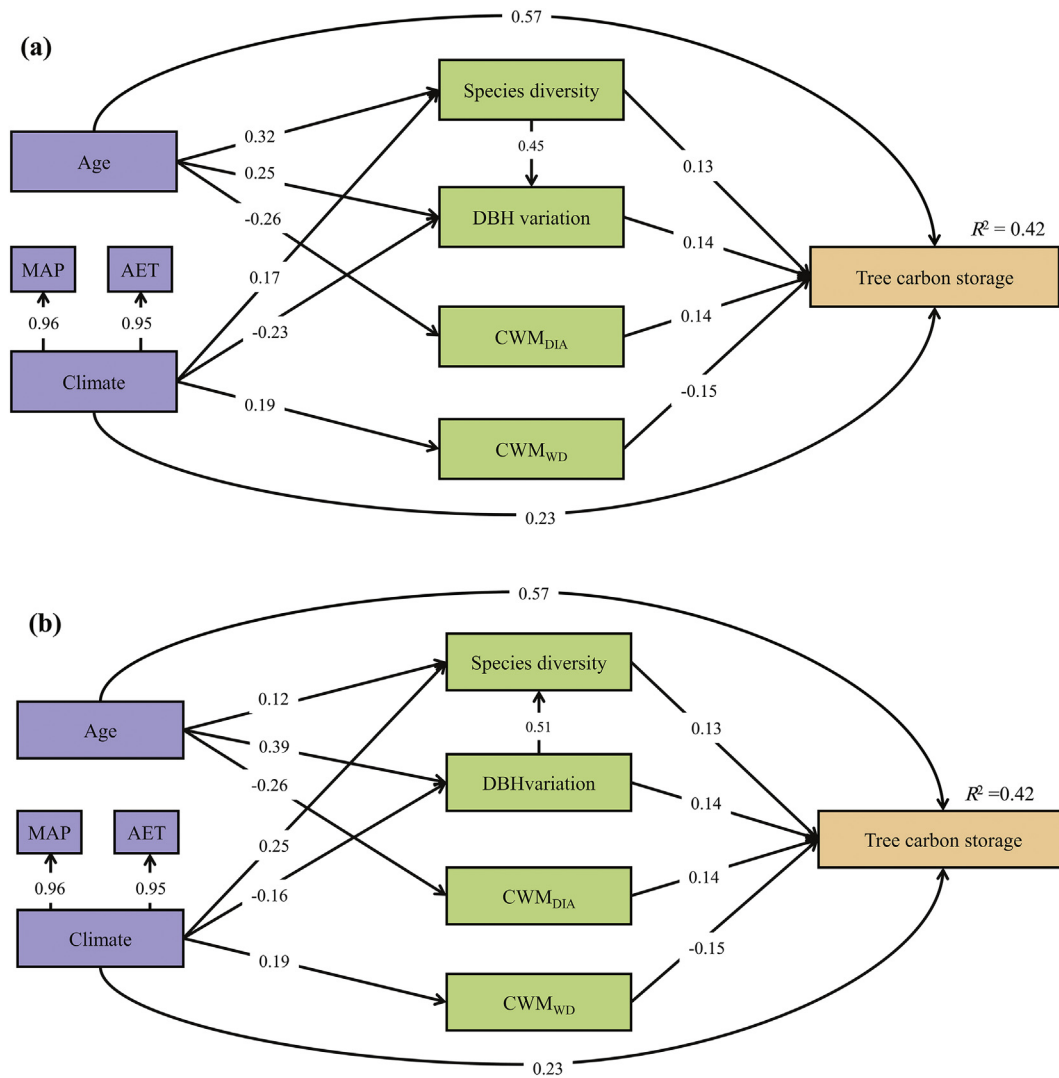 (a)
0.57
Species diversity
Age
0.32
0.45
0.13
0.25
DBH variation
-0.26
0.14
R² = 0.42
MAP
AET
0.17
Tree carbon storage
0.96
0.95
-0.23
CWM_DIA
0.14
Climate
0.19
-0.15
CWM_WD
0.23
(b)
0.57
Species diversity
Age
0.12
0.51
0.13
0.39
DBHvariation
-0.26
0.14
R² =0.42
MAP
AET
0.25
Tree carbon storage
0.96
0.95
-0.16
CWM_DIA
0.14
Climate
0.19
-0.15
CWM_WD
0.23